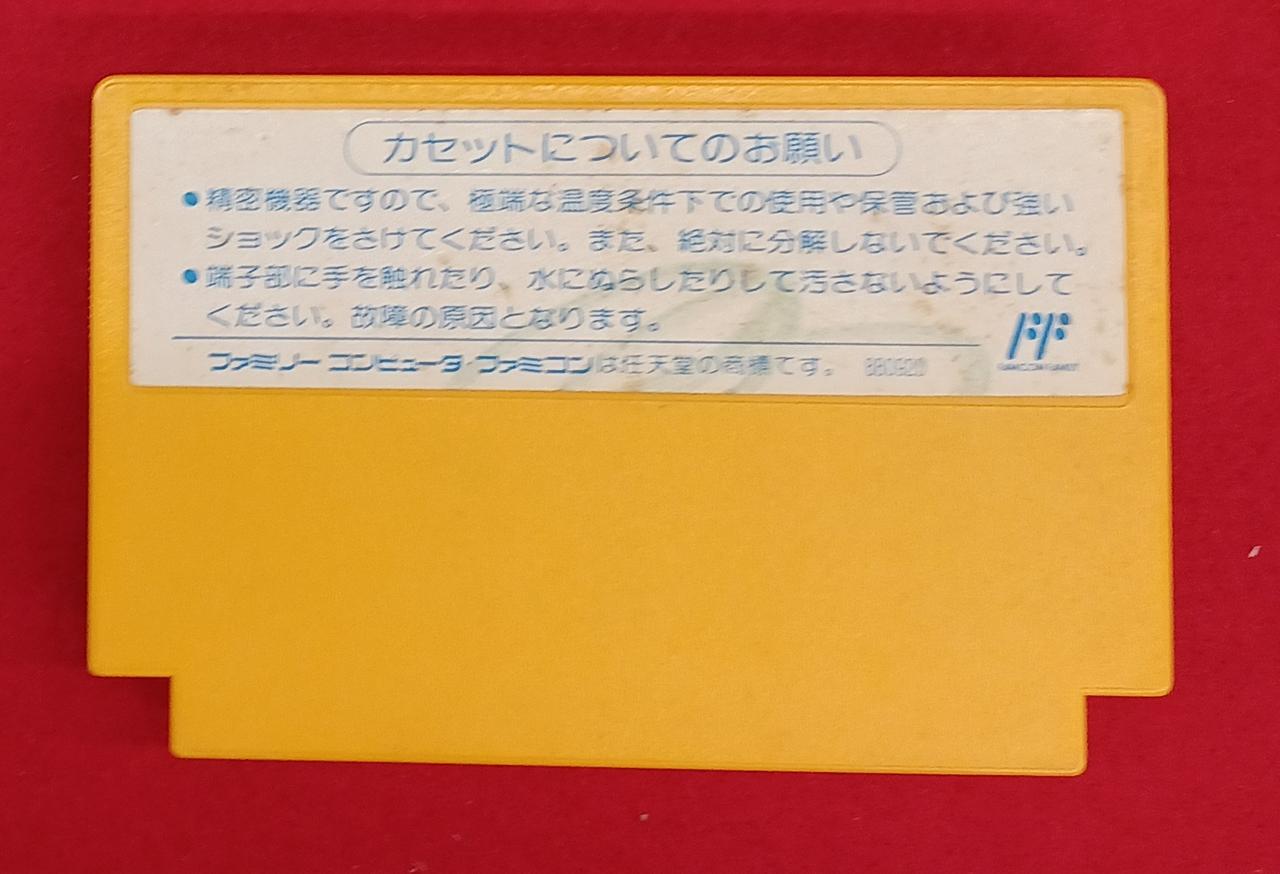 カセットについてのお願い
●精密機器ですので、極端な温度条件下での使用や保管および強い
ショックをさけてください。また、絶対に分解しないでください。
●端子部に手を触れたり、水にぬらしたりして汚さないようにして
ください。故障の原因となります。
ファミリーコンピュータ・ファミコンは任天堂の商標です。